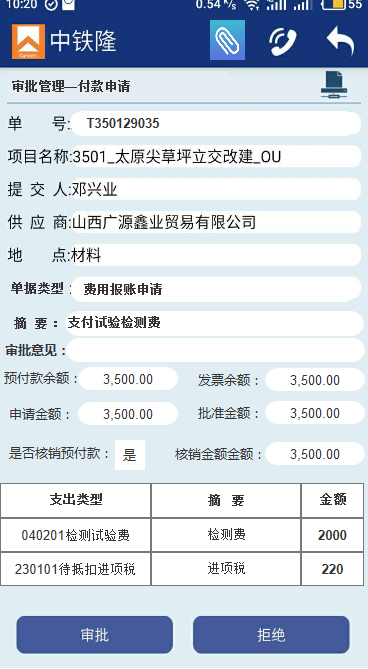 10:20 0.54 K/s 55
中铁隆
审批管理—付款申请
单 号: T350129035
项目名称:3501_太原尖草坪立交改建_OU
提 交 人:邓兴业
供 应 商:山西广源鑫业贸易有限公司
地 点:材料
单据类型： 费用报账申请
摘 要： 支付试验检测费
审批意见：
预付款余额： 3,500.00 发票余额： 3,500.00
申请金额： 3,500.00 批准金额： 3,500.00
是否核销预付款： 是 核销金额金额： 3,500.00
支出类型 摘 要 金额
040201检测试验费 检测费 2000
230101待抵扣进项税 进项税 220
审批 拒绝